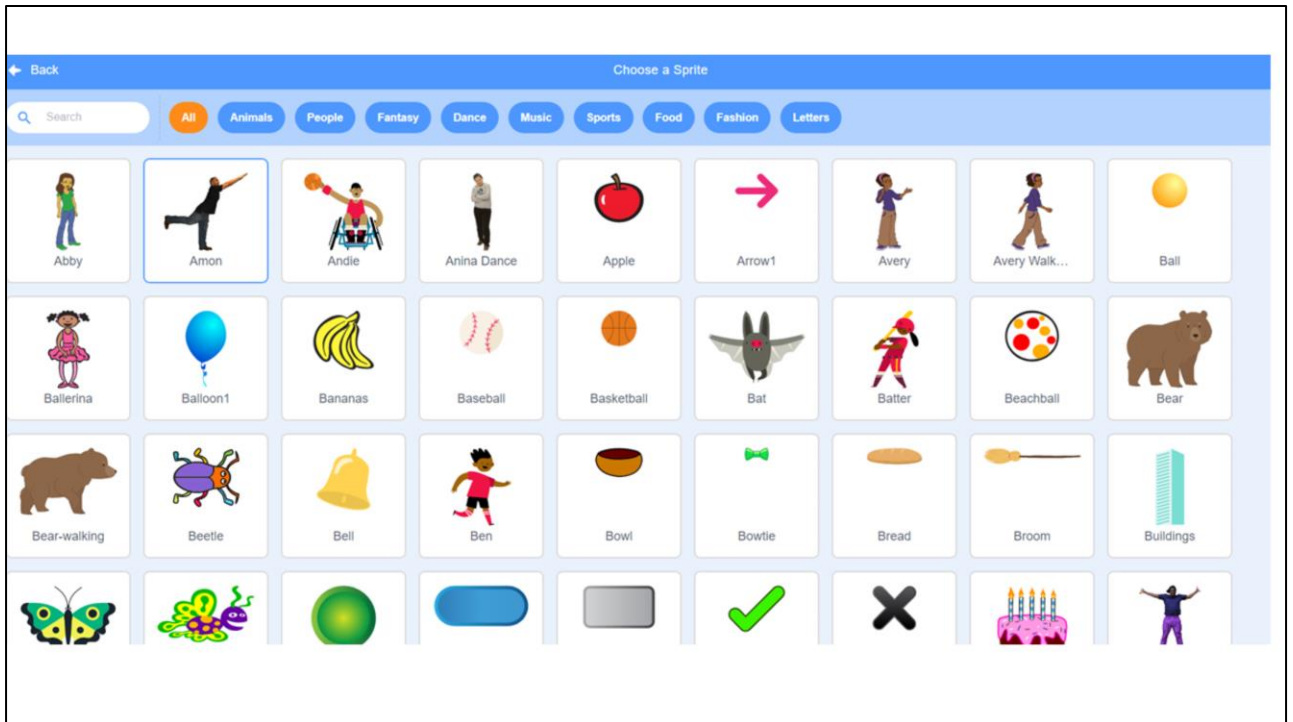 Back
Choose a Sprite
Search
All Animals People Fantasy Dance Music Sports Food Fashion Letters
Abby Amon Andie Anina Dance Apple Arrow1 Avery Avery Walk... Ball
Ballerina Balloon1 Bananas Baseball Basketball Bat Batter Beachball Bear
Bear-walking Beetle Bell Ben Bowl Bowtie Bread Broom Buildings